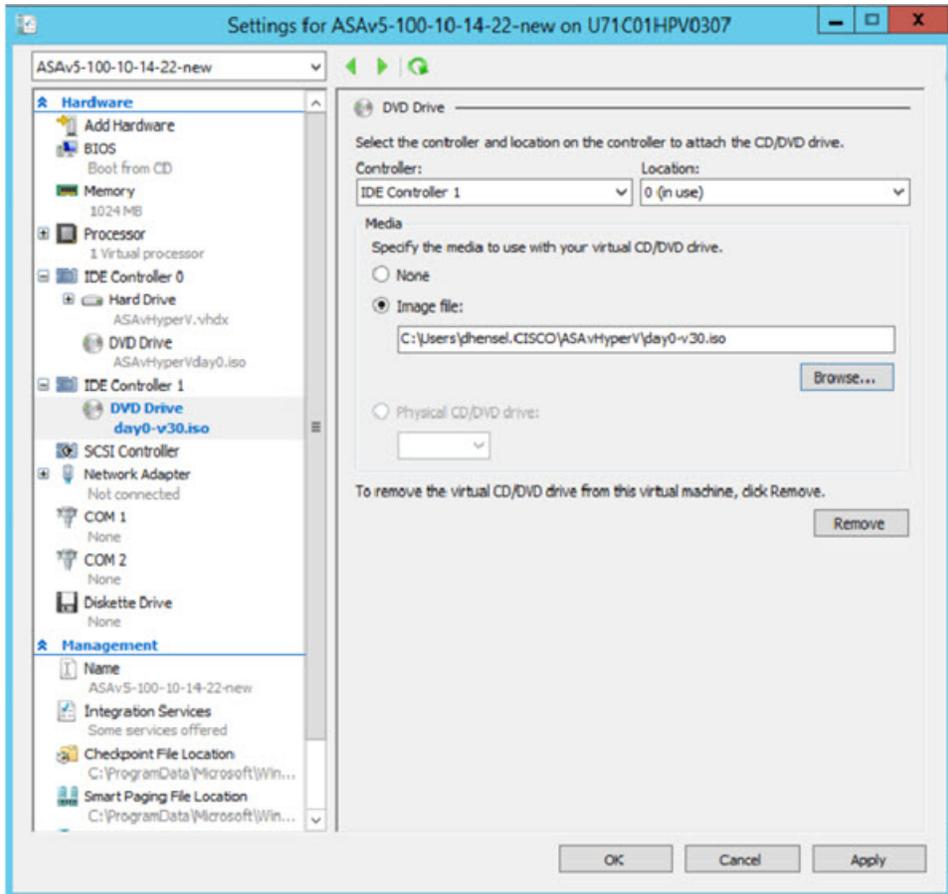 Settings for ASAv5-100-10-14-22-new on U71C01HPV0307
ASAv5-100-10-14-22-new
Hardware
Add Hardware
BIOS
Boot from CD
Memory
1024 MB
Processor
1 Virtual processor
IDE Controller 0
Hard Drive
ASAvHyperV.vhdx
DVD Drive
ASAvHyperVday0.iso
IDE Controller 1
DVD Drive
day0-v30.iso
SCSI Controller
Network Adapter
Not connected
COM 1
None
COM 2
None
Diskette Drive
None
Management
Name
ASAv5-100-10-14-22-new
Integration Services
Some services offered
Checkpoint File Location
C:\ProgramData\Microsoft\Win...
Smart Paging File Location
C:\ProgramData\Microsoft\Win...
DVD Drive
Select the controller and location on the controller to attach the CD/DVD drive.
Controller: Location:
IDE Controller 1 0 (in use)
Media
Specify the media to use with your virtual CD/DVD drive.
None
Image file:
C:\Users\dhensel.CISCO\ASAvHyperV\day0-v30.iso
Browse...
Physical CD/DVD drive:
To remove the virtual CD/DVD drive from this virtual machine, click Remove.
Remove
OK Cancel Apply